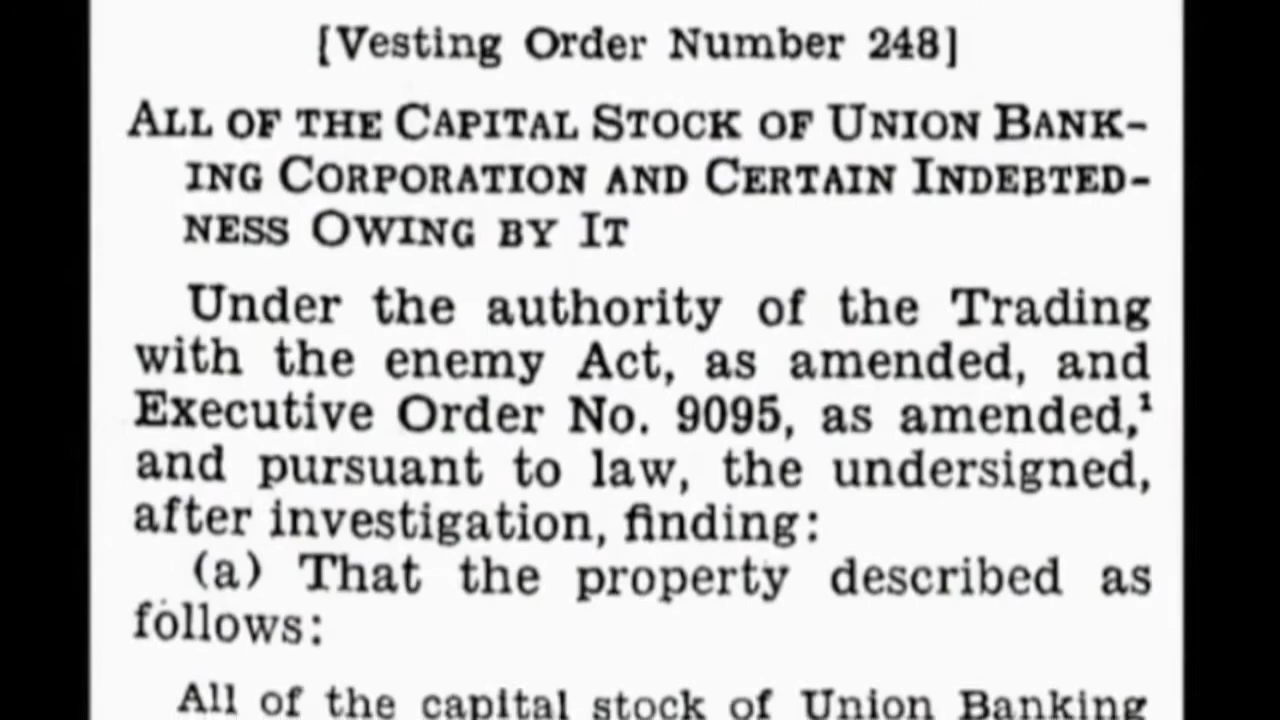 [Vesting Order Number 248]
ALL OF THE CAPITAL STOCK OF UNION BANK-
ING CORPORATION AND CERTAIN INDEBTED-
NESS OWING BY IT
Under the authority of the Trading
with the enemy Act, as amended, and
Executive Order No. 9095, as amended,¹
and pursuant to law, the undersigned,
after investigation, finding:
(a) That the property described as
follows:
All of the capital stock of Union Banking